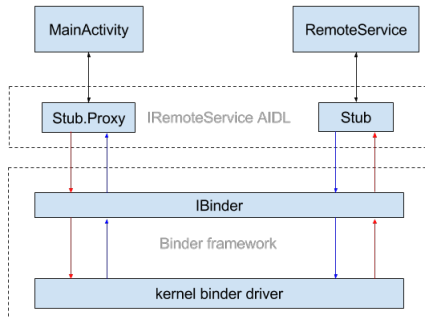 MainActivity
RemoteService
Stub.Proxy
IRemoteService AIDL
Stub
IBinder
Binder framework
kernel binder driver